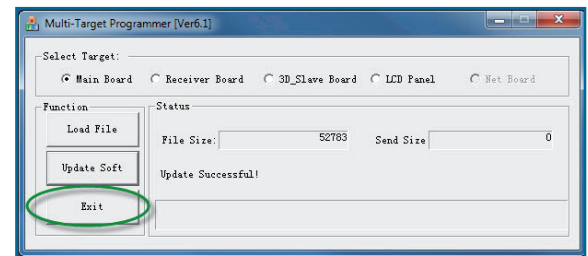 Multi-Target Programmer [Ver6.1]
Select Target:
Main Board Receiver Board 3D_Slave Board LCD Panel Net Board
Function
Status
Load File
File Size: 52783 Send Size 0
Update Soft
Update Successful!
Exit